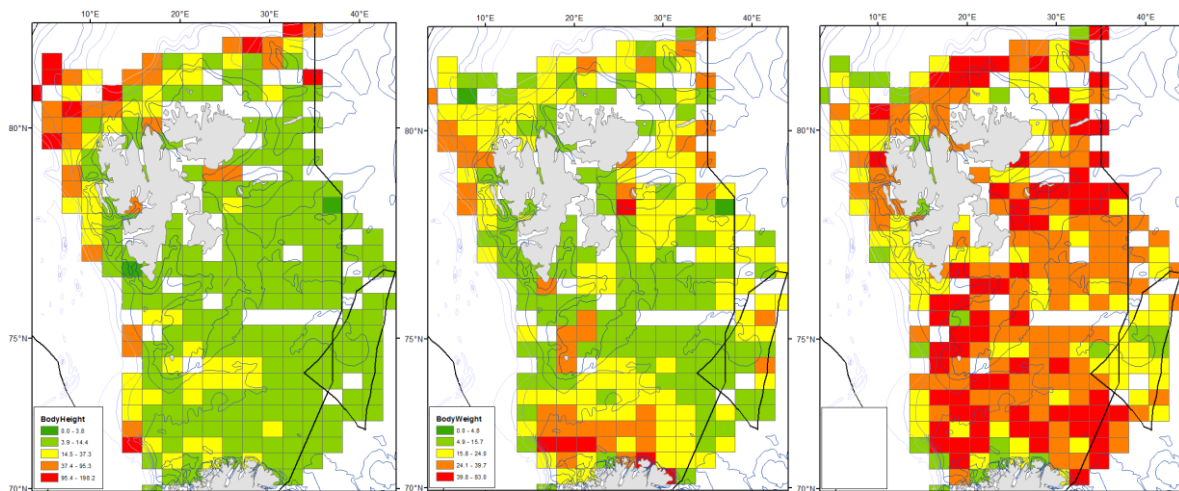 10°E 20°E 30°E 40°E
80°N
75°N
70°N
BodyHeight
0.0 - 3.8
3.9 - 14.4
14.5 - 37.3
37.4 - 95.3
95.4 - 198.2
10°E 20°E 30°E 40°E
80°N
75°N
70°N
BodyWeight
0.0 - 4.8
4.9 - 15.7
15.8 - 24.0
24.1 - 39.7
39.8 - 83.0
10°E 20°E 30°E 40°E
80°N
75°N
70°N